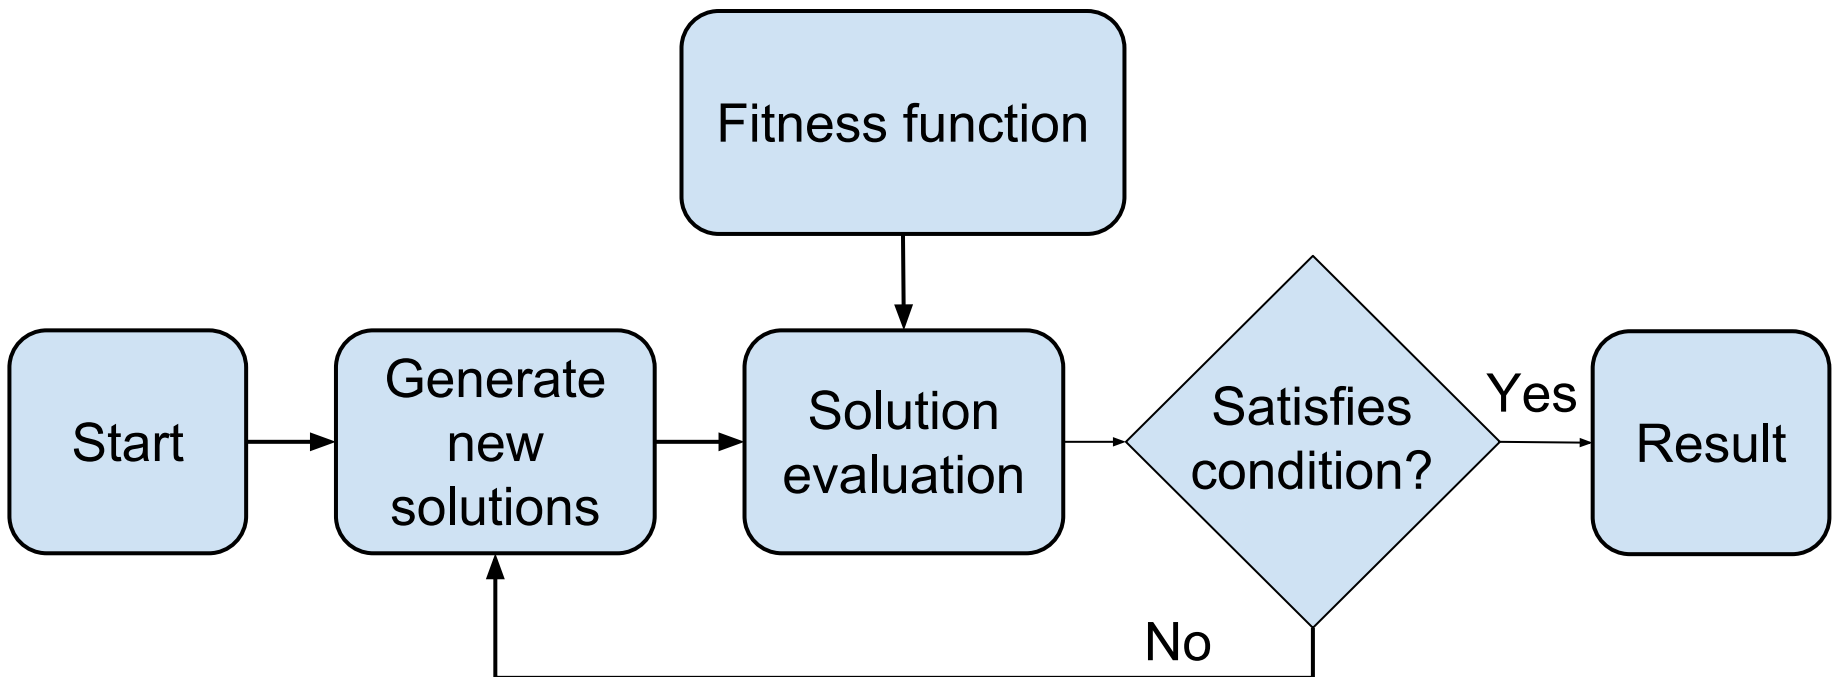 Fitness function
Start
Generate
new
solutions
Solution
evaluation
Satisfies
condition?
Yes
Result
No